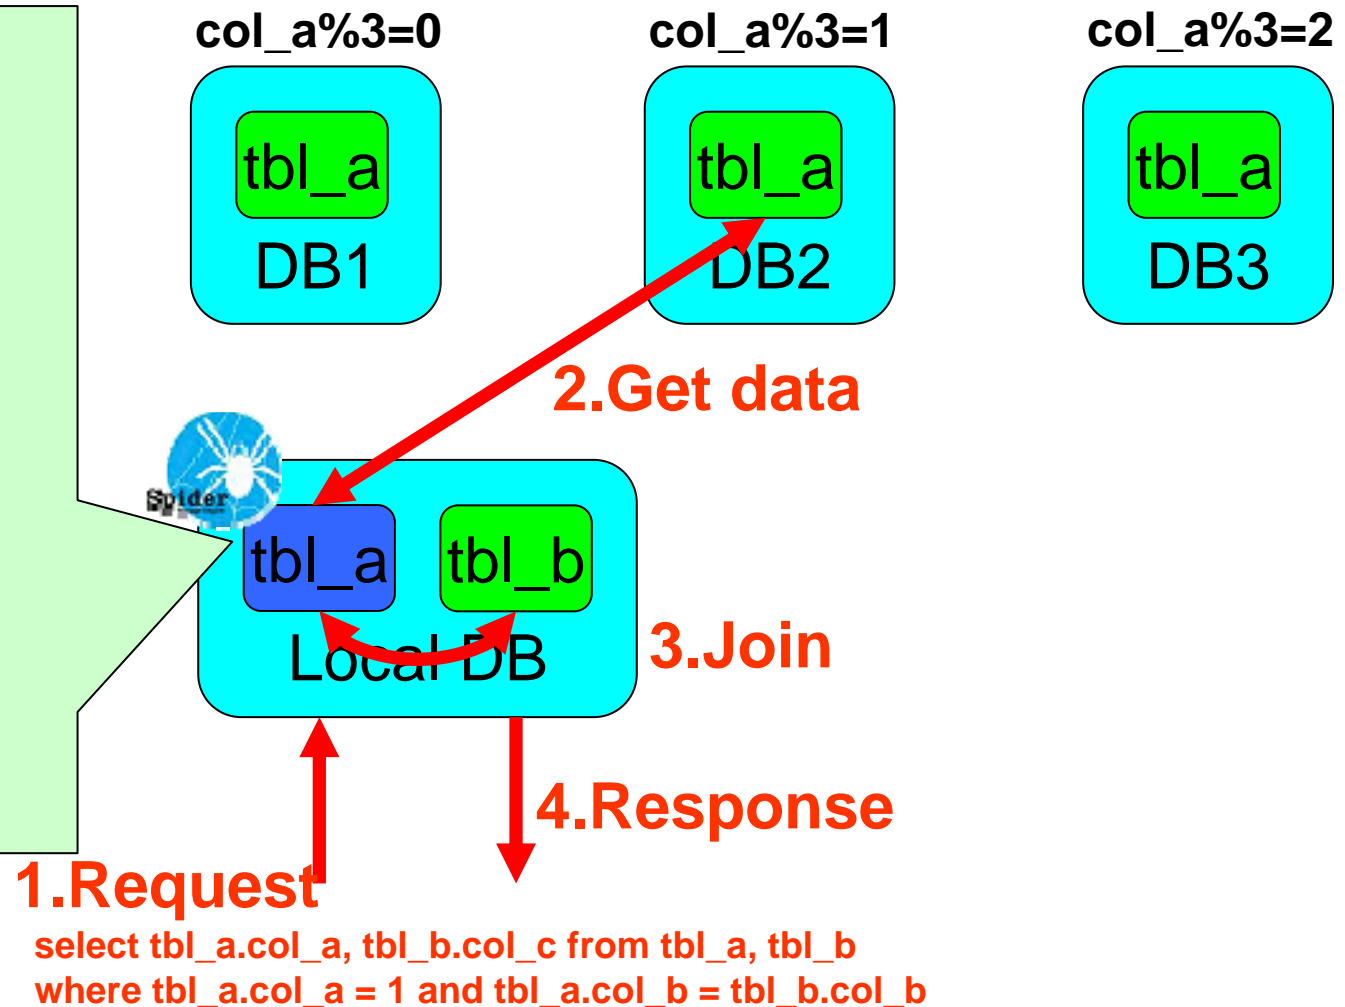 col_a%3=0
col_a%3=1
col_a%3=2
tbl_a
tbl_a
tbl_a
DB1
DB2
DB3
2.Get data
Spider
tbl_a
tbl_b
Local DB
3.Join
4.Response
1.Request
select tbl_a.col_a, tbl_b.col_c from tbl_a, tbl_b
where tbl_a.col_a = 1 and tbl_a.col_b = tbl_b.col_b